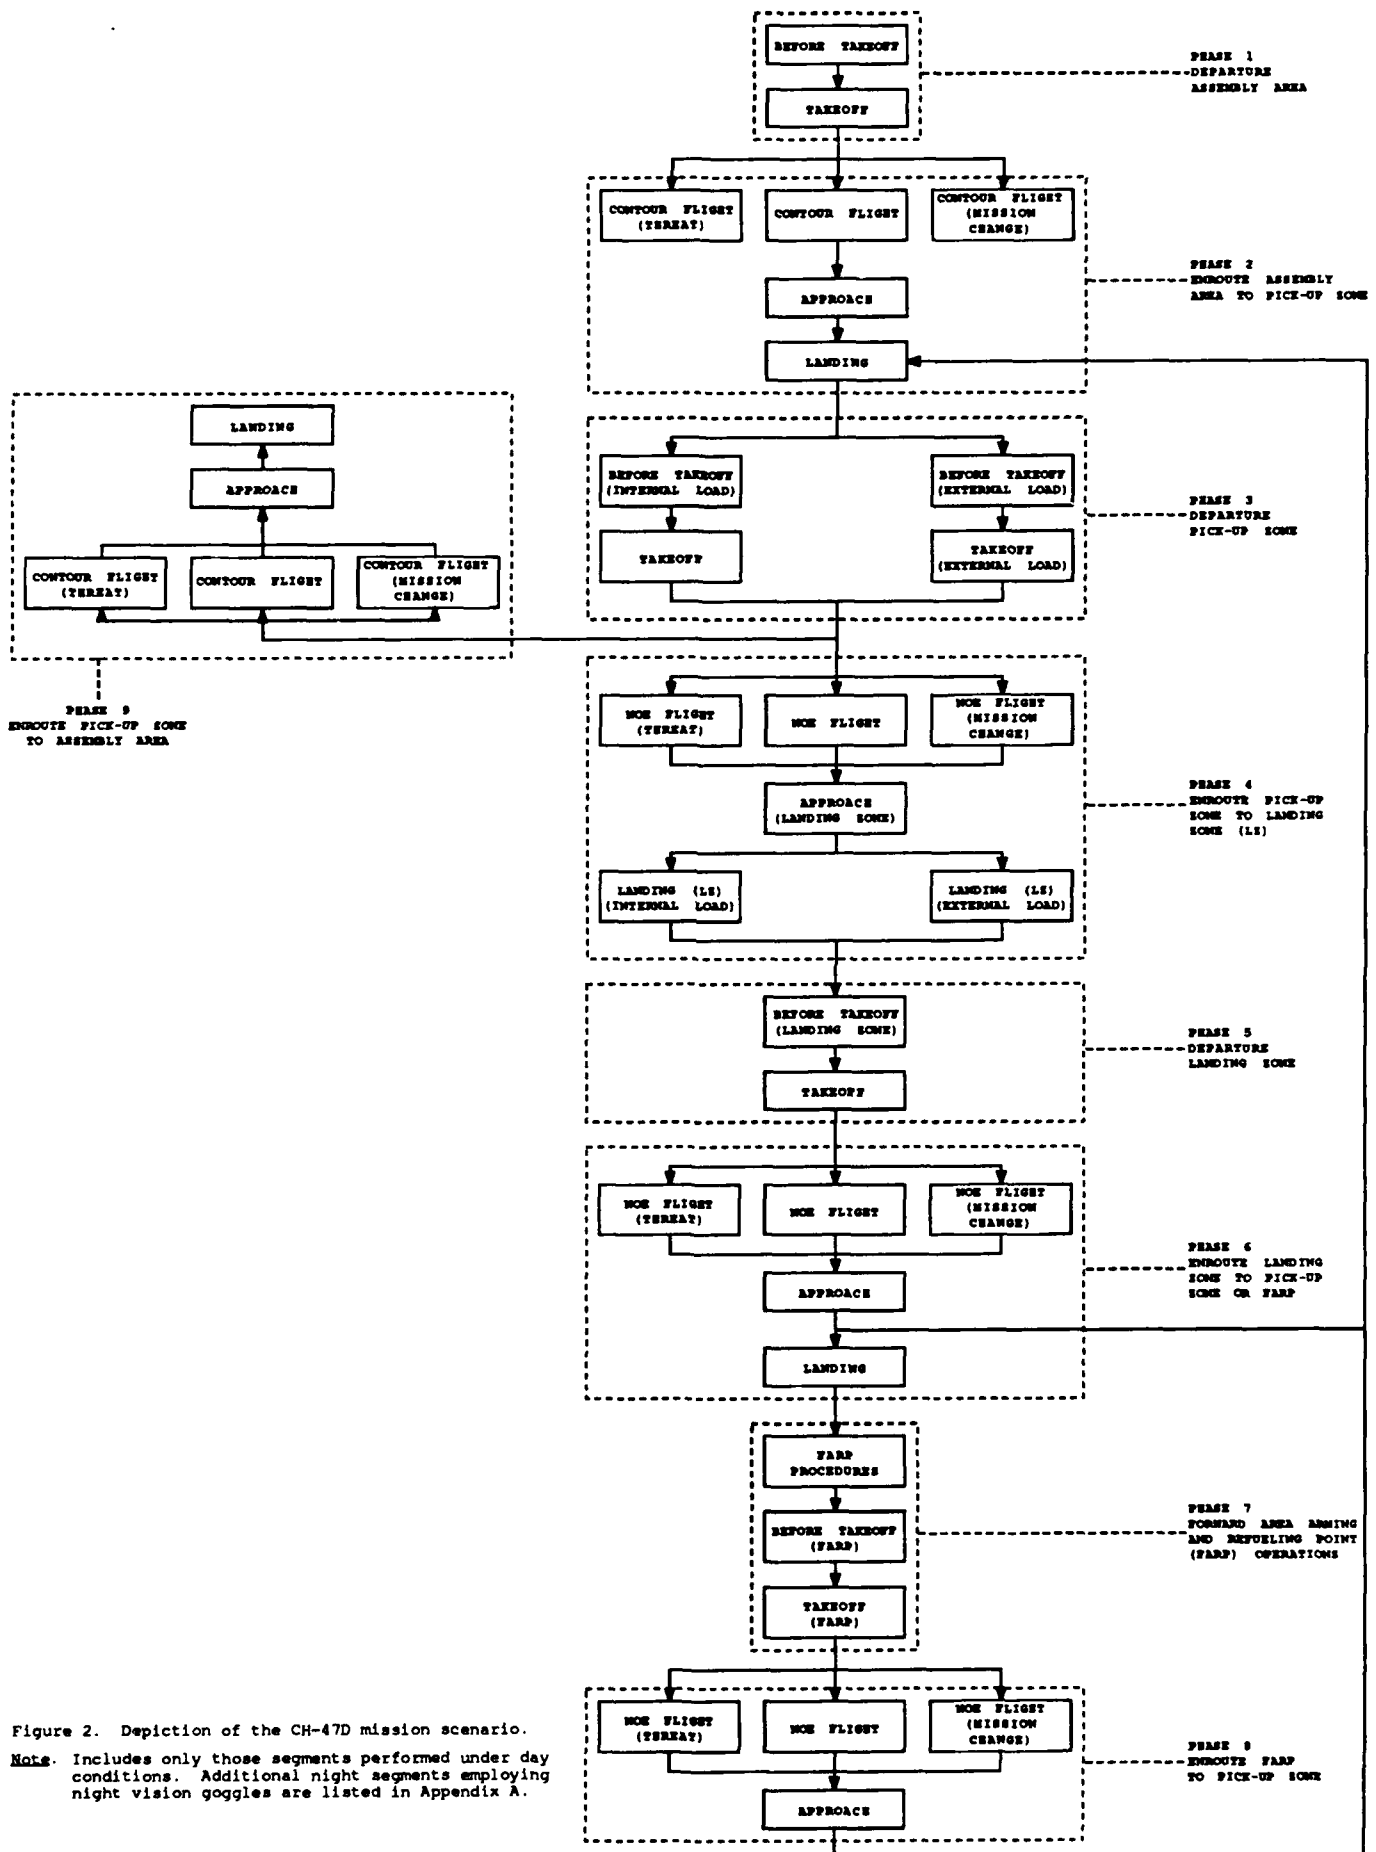 BEFORE TAKEOFF
TAKEOFF
PHASE 1
DEPARTURE
ASSEMBLY AREA
CONTOUR FLIGHT
(THREAT)
CONTOUR FLIGHT
CONTOUR FLIGHT
(MISSION
CHANGE)
APPROACH
LANDING
PHASE 2
ENROUTE ASSEMBLY
AREA TO PICK-UP ZONE
BEFORE TAKEOFF
(INTERNAL LOAD)
BEFORE TAKEOFF
(EXTERNAL LOAD)
TAKEOFF
TAKEOFF
(EXTERNAL LOAD)
PHASE 3
DEPARTURE
PICK-UP ZONE
LANDING
APPROACH
CONTOUR FLIGHT
(THREAT)
CONTOUR FLIGHT
CONTOUR FLIGHT
(MISSION
CHANGE)
PHASE 9
ENROUTE PICK-UP ZONE
TO ASSEMBLY AREA
NOE FLIGHT
(THREAT)
NOE FLIGHT
NOE FLIGHT
(MISSION
CHANGE)
APPROACH
(LANDING ZONE)
LANDING (LZ)
(INTERNAL LOAD)
LANDING (LZ)
(EXTERNAL LOAD)
PHASE 4
ENROUTE PICK-UP
ZONE TO LANDING
ZONE (LZ)
BEFORE TAKEOFF
(LANDING ZONE)
TAKEOFF
PHASE 5
DEPARTURE
LANDING ZONE
NOE FLIGHT
(THREAT)
NOE FLIGHT
NOE FLIGHT
(MISSION
CHANGE)
APPROACH
LANDING
PHASE 6
ENROUTE LANDING
ZONE TO PICK-UP
ZONE OR FARP
FARP
PROCEDURES
BEFORE TAKEOFF
(FARP)
TAKEOFF
(FARP)
PHASE 7
FORWARD AREA ARMING
AND REFUELING POINT
(FARP) OPERATIONS
NOE FLIGHT
(THREAT)
NOE FLIGHT
NOE FLIGHT
(MISSION
CHANGE)
APPROACH
PHASE 8
ENROUTE FARP
TO PICK-UP ZONE
Figure 2. Depiction of the CH-47D mission scenario.
Note. Includes only those segments performed under day
conditions. Additional night segments employing
night vision goggles are listed in Appendix A.